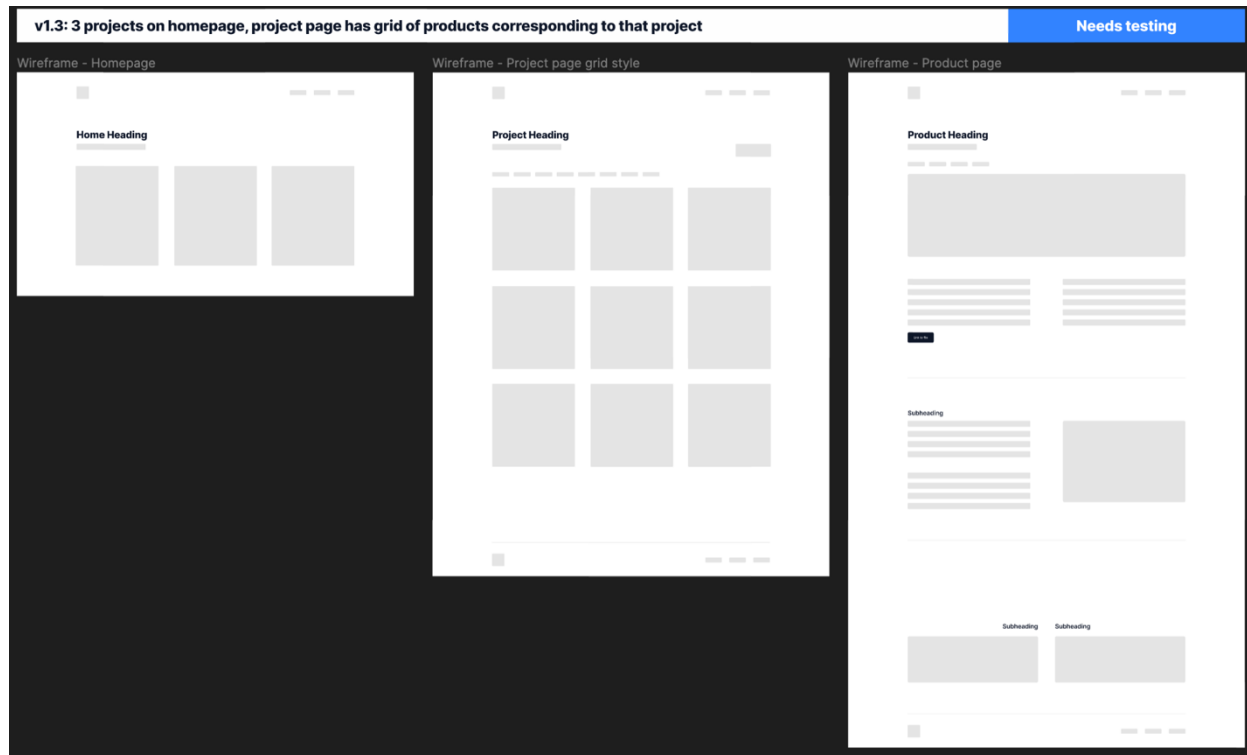 v1.3: 3 projects on homepage, project page has grid of products corresponding to that project
Needs testing
Wireframe - Homepage
Wireframe - Project page grid style
Wireframe - Product page
Home Heading
Project Heading
Product Heading
Subheading
Subheading
Subheading